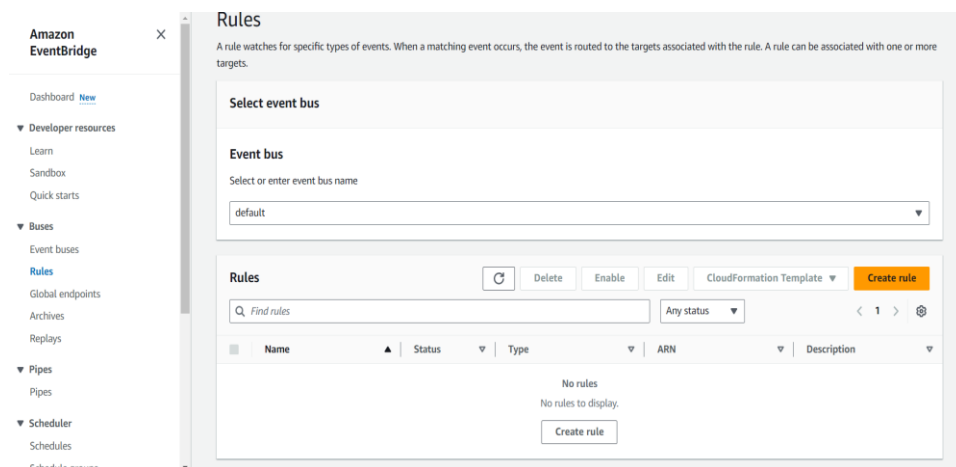 Amazon
EventBridge
Dashboard New
Developer resources
Learn
Sandbox
Quick starts
Buses
Event buses
Rules
Global endpoints
Archives
Replays
Pipes
Pipes
Scheduler
Schedules
Schedule groups
Rules
A rule watches for specific types of events. When a matching event occurs, the event is routed to the targets associated with the rule. A rule can be associated with one or more
targets.
Select event bus
Event bus
Select or enter event bus name
default
Rules
Delete Enable Edit CloudFormation Template Create rule
Find rules Any status 1
Name Status Type ARN Description
No rules
No rules to display.
Create rule